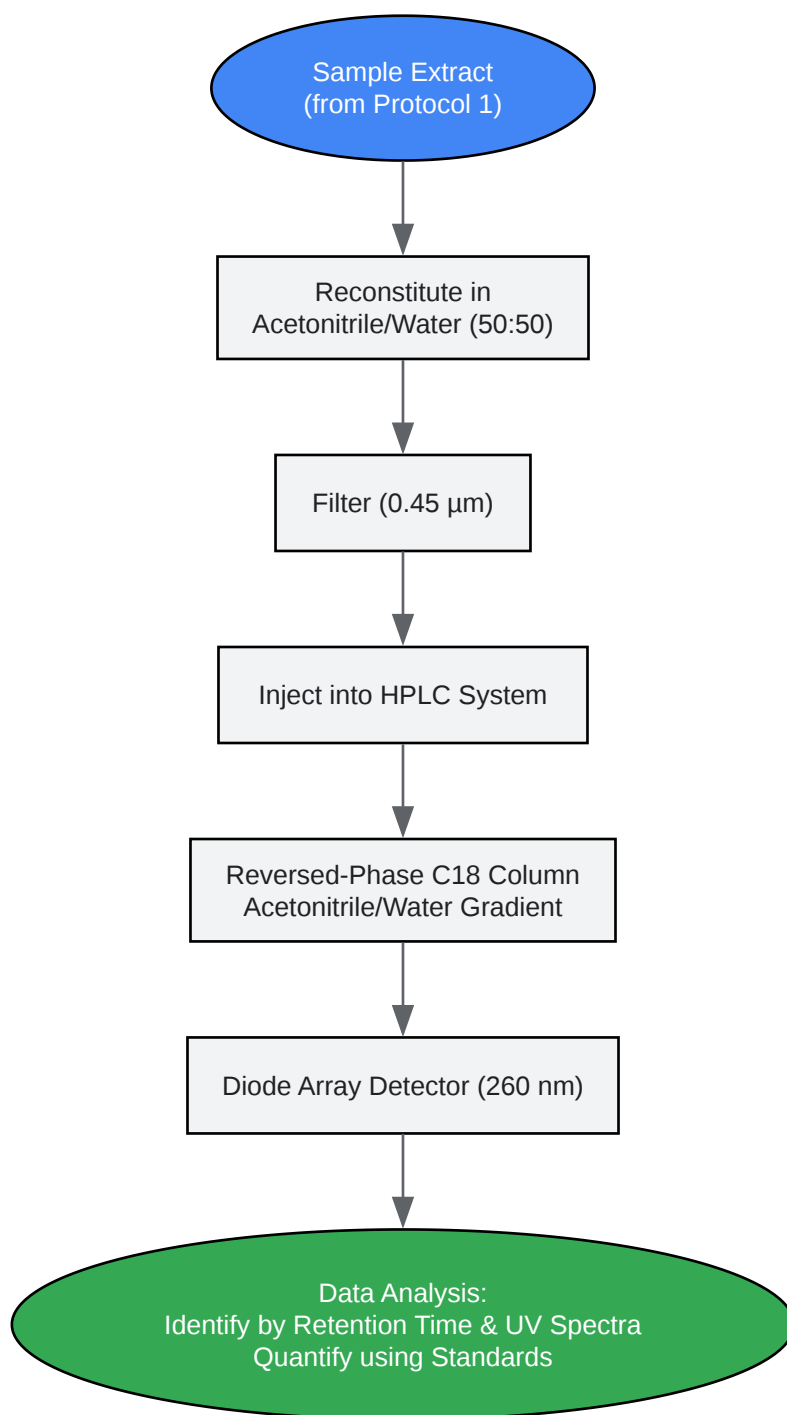 Sample Extract
(from Protocol 1)
Reconstitute in
Acetonitrile/Water (50:50)
Filter (0.45 µm)
Inject into HPLC System
Reversed-Phase C18 Column
Acetonitrile/Water Gradient
Diode Array Detector (260 nm)
Data Analysis:
Identify by Retention Time & UV Spectra
Quantify using Standards